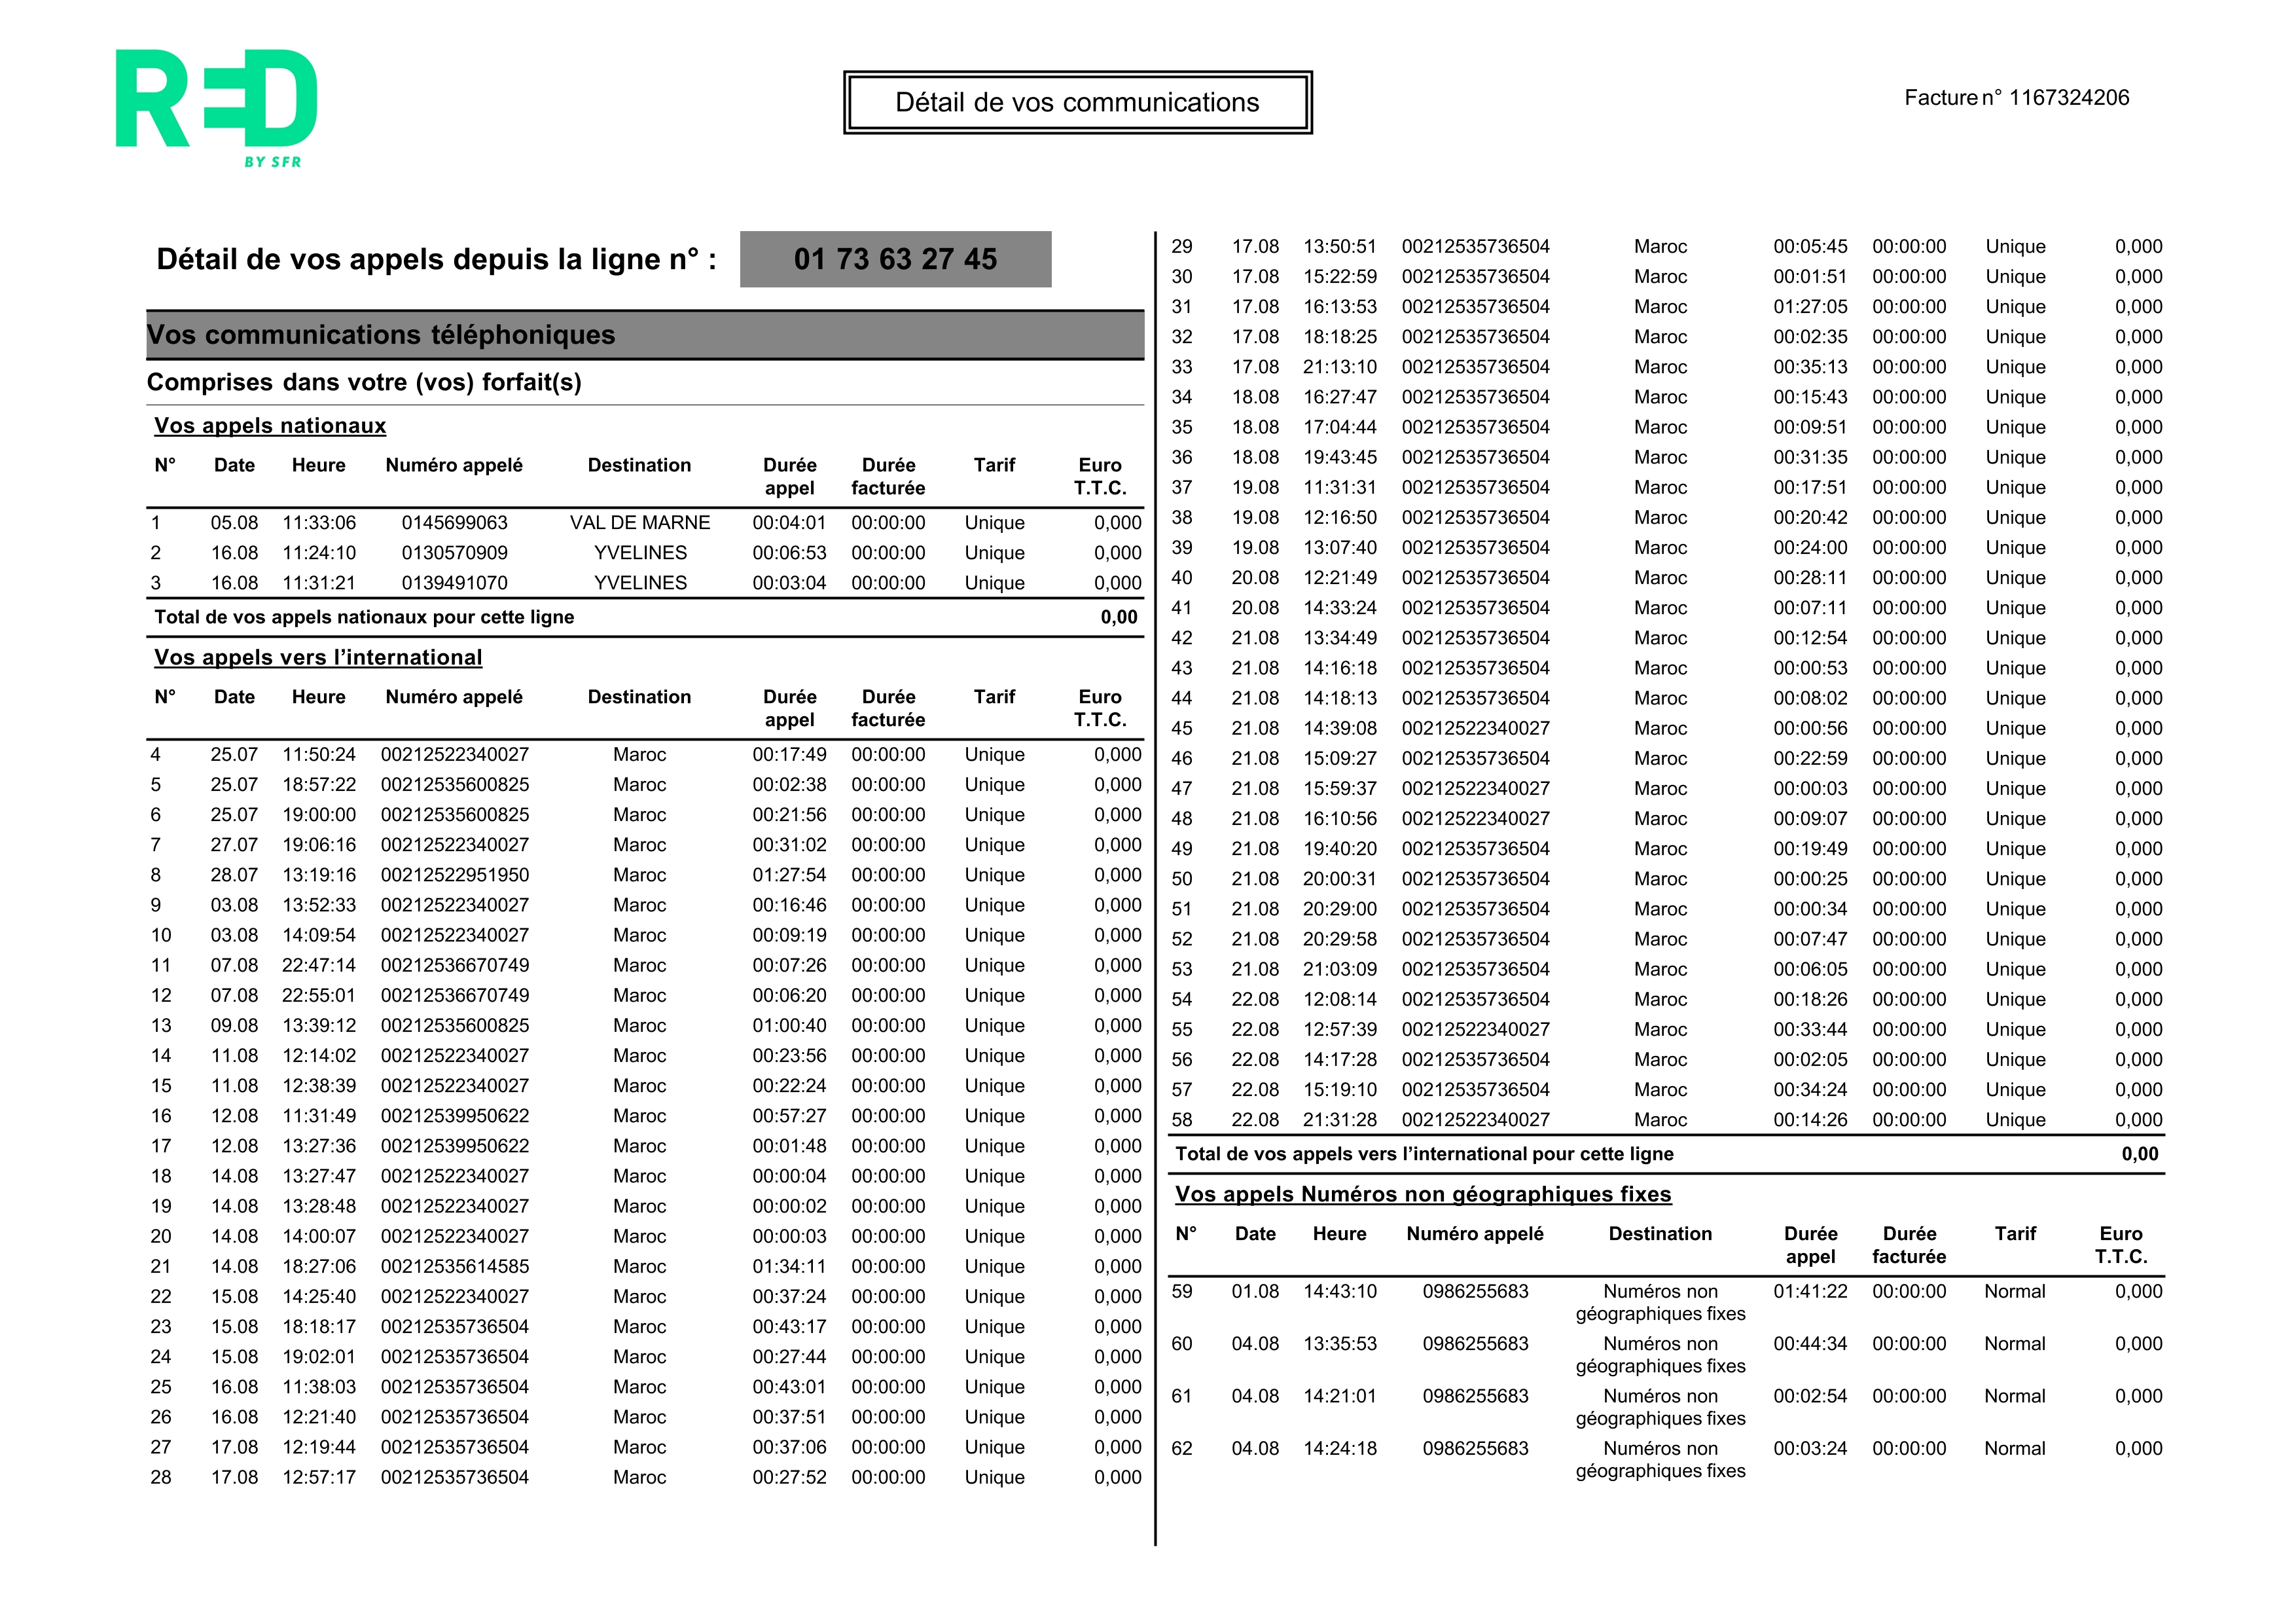 RED
BY SFR
Détail de vos communications
Facture n° 1167324206
Détail de vos appels depuis la ligne n° : 01 73 63 27 45
Vos communications téléphoniques
Comprises dans votre (vos) forfait(s)
Vos appels nationaux
N° Date Heure Numéro appelé Destination Durée Durée Tarif Euro
appel facturée T.T.C.
1 05.08 11:33:06 0145699063 VAL DE MARNE 00:04:01 00:00:00 Unique 0,000
2 16.08 11:24:10 0130570909 YVELINES 00:06:53 00:00:00 Unique 0,000
3 16.08 11:31:21 0139491070 YVELINES 00:03:04 00:00:00 Unique 0,000
Total de vos appels nationaux pour cette ligne 0,00
Vos appels vers l’international
N° Date Heure Numéro appelé Destination Durée Durée Tarif Euro
appel facturée T.T.C.
4 25.07 11:50:24 00212522340027 Maroc 00:17:49 00:00:00 Unique 0,000
5 25.07 18:57:22 00212535600825 Maroc 00:02:38 00:00:00 Unique 0,000
6 25.07 19:00:00 00212535600825 Maroc 00:21:56 00:00:00 Unique 0,000
7 27.07 19:06:16 00212522340027 Maroc 00:31:02 00:00:00 Unique 0,000
8 28.07 13:19:16 00212522951950 Maroc 01:27:54 00:00:00 Unique 0,000
9 03.08 13:52:33 00212522340027 Maroc 00:16:46 00:00:00 Unique 0,000
10 03.08 14:09:54 00212522340027 Maroc 00:09:19 00:00:00 Unique 0,000
11 07.08 22:47:14 00212536670749 Maroc 00:07:26 00:00:00 Unique 0,000
12 07.08 22:55:01 00212536670749 Maroc 00:06:20 00:00:00 Unique 0,000
13 09.08 13:39:12 00212535600825 Maroc 01:00:40 00:00:00 Unique 0,000
14 11.08 12:14:02 00212522340027 Maroc 00:23:56 00:00:00 Unique 0,000
15 11.08 12:38:39 00212522340027 Maroc 00:22:24 00:00:00 Unique 0,000
16 12.08 11:31:49 00212539950622 Maroc 00:57:27 00:00:00 Unique 0,000
17 12.08 13:27:36 00212539950622 Maroc 00:01:48 00:00:00 Unique 0,000
18 14.08 13:27:47 00212522340027 Maroc 00:00:04 00:00:00 Unique 0,000
19 14.08 13:28:48 00212522340027 Maroc 00:00:02 00:00:00 Unique 0,000
20 14.08 14:00:07 00212522340027 Maroc 00:00:03 00:00:00 Unique 0,000
21 14.08 18:27:06 00212535614585 Maroc 01:34:11 00:00:00 Unique 0,000
22 15.08 14:25:40 00212522340027 Maroc 00:37:24 00:00:00 Unique 0,000
23 15.08 18:18:17 00212535736504 Maroc 00:43:17 00:00:00 Unique 0,000
24 15.08 19:02:01 00212535736504 Maroc 00:27:44 00:00:00 Unique 0,000
25 16.08 11:38:03 00212535736504 Maroc 00:43:01 00:00:00 Unique 0,000
26 16.08 12:21:40 00212535736504 Maroc 00:37:51 00:00:00 Unique 0,000
27 17.08 12:19:44 00212535736504 Maroc 00:37:06 00:00:00 Unique 0,000
28 17.08 12:57:17 00212535736504 Maroc 00:27:52 00:00:00 Unique 0,000
29 17.08 13:50:51 00212535736504 Maroc 00:05:45 00:00:00 Unique 0,000
30 17.08 15:22:59 00212535736504 Maroc 00:01:51 00:00:00 Unique 0,000
31 17.08 16:13:53 00212535736504 Maroc 01:27:05 00:00:00 Unique 0,000
32 17.08 18:18:25 00212535736504 Maroc 00:02:35 00:00:00 Unique 0,000
33 17.08 21:13:10 00212535736504 Maroc 00:35:13 00:00:00 Unique 0,000
34 18.08 16:27:47 00212535736504 Maroc 00:15:43 00:00:00 Unique 0,000
35 18.08 17:04:44 00212535736504 Maroc 00:09:51 00:00:00 Unique 0,000
36 18.08 19:43:45 00212535736504 Maroc 00:31:35 00:00:00 Unique 0,000
37 19.08 11:31:31 00212535736504 Maroc 00:17:51 00:00:00 Unique 0,000
38 19.08 12:16:50 00212535736504 Maroc 00:20:42 00:00:00 Unique 0,000
39 19.08 13:07:40 00212535736504 Maroc 00:24:00 00:00:00 Unique 0,000
40 20.08 12:21:49 00212535736504 Maroc 00:28:11 00:00:00 Unique 0,000
41 20.08 14:33:24 00212535736504 Maroc 00:07:11 00:00:00 Unique 0,000
42 21.08 13:34:49 00212535736504 Maroc 00:12:54 00:00:00 Unique 0,000
43 21.08 14:16:18 00212535736504 Maroc 00:00:53 00:00:00 Unique 0,000
44 21.08 14:18:13 00212535736504 Maroc 00:08:02 00:00:00 Unique 0,000
45 21.08 14:39:08 00212522340027 Maroc 00:00:56 00:00:00 Unique 0,000
46 21.08 15:09:27 00212535736504 Maroc 00:22:59 00:00:00 Unique 0,000
47 21.08 15:59:37 00212522340027 Maroc 00:00:03 00:00:00 Unique 0,000
48 21.08 16:10:56 00212522340027 Maroc 00:09:07 00:00:00 Unique 0,000
49 21.08 19:40:20 00212535736504 Maroc 00:19:49 00:00:00 Unique 0,000
50 21.08 20:00:31 00212535736504 Maroc 00:00:25 00:00:00 Unique 0,000
51 21.08 20:29:00 00212535736504 Maroc 00:00:34 00:00:00 Unique 0,000
52 21.08 20:29:58 00212535736504 Maroc 00:07:47 00:00:00 Unique 0,000
53 21.08 21:03:09 00212535736504 Maroc 00:06:05 00:00:00 Unique 0,000
54 22.08 12:08:14 00212535736504 Maroc 00:18:26 00:00:00 Unique 0,000
55 22.08 12:57:39 00212522340027 Maroc 00:33:44 00:00:00 Unique 0,000
56 22.08 14:17:28 00212535736504 Maroc 00:02:05 00:00:00 Unique 0,000
57 22.08 15:19:10 00212535736504 Maroc 00:34:24 00:00:00 Unique 0,000
58 22.08 21:31:28 00212522340027 Maroc 00:14:26 00:00:00 Unique 0,000
Total de vos appels vers l’international pour cette ligne 0,00
Vos appels Numéros non géographiques fixes
N° Date Heure Numéro appelé Destination Durée Durée Tarif Euro
appel facturée T.T.C.
59 01.08 14:43:10 0986255683 Numéros non 01:41:22 00:00:00 Normal 0,000
géographiques fixes
60 04.08 13:35:53 0986255683 Numéros non 00:44:34 00:00:00 Normal 0,000
géographiques fixes
61 04.08 14:21:01 0986255683 Numéros non 00:02:54 00:00:00 Normal 0,000
géographiques fixes
62 04.08 14:24:18 0986255683 Numéros non 00:03:24 00:00:00 Normal 0,000
géographiques fixes